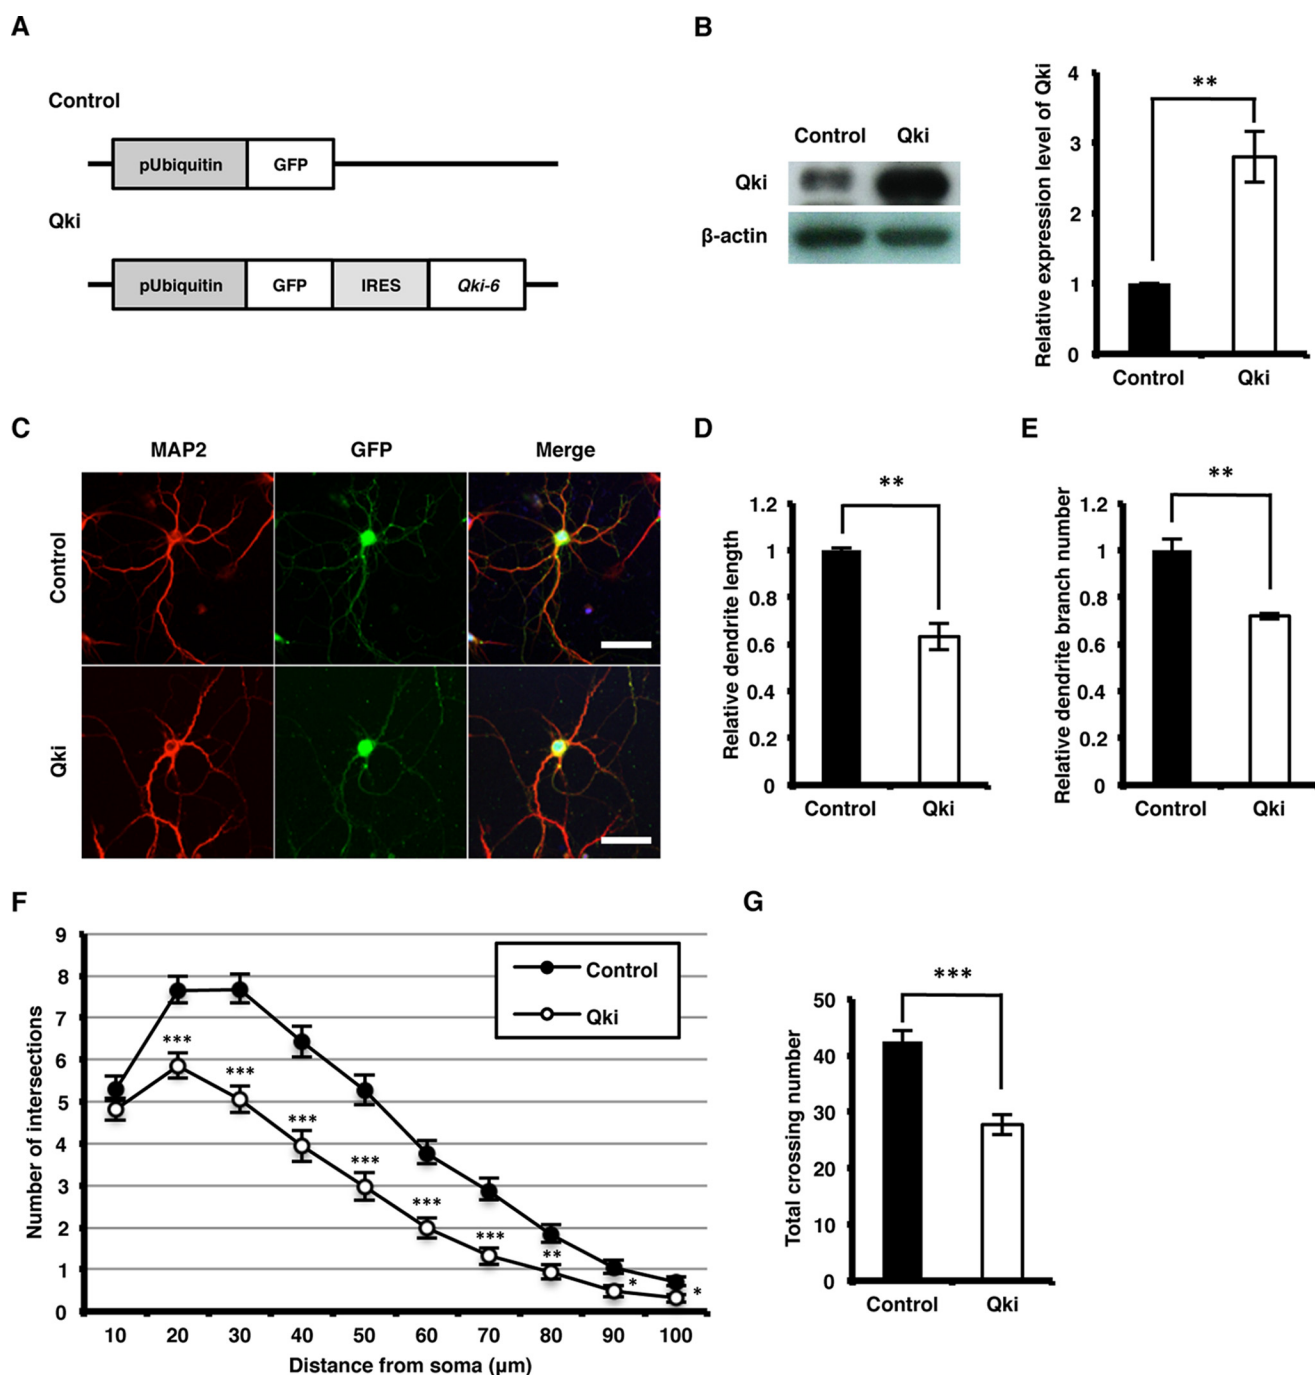 A
Control
pUbiquitin GFP
Qki
pUbiquitin GFP IRES Qki-6
B
Control Qki
Qki
β-actin
Relative expression level of Qki
4
3
2
1
0
**
Control Qki
C
MAP2 GFP Merge
Control
Qki
D
Relative dendrite length
1.2
1
0.8
0.6
0.4
0.2
0
**
Control Qki
E
Relative dendrite branch number
1.2
1
0.8
0.6
0.4
0.2
0
**
Control Qki
F
Number of intersections
9
8
7
6
5
4
3
2
1
0
Control
Qki
***
***
***
***
***
***
**
*
*
10 20 30 40 50 60 70 80 90 100
Distance from soma (μm)
G
Total crossing number
50
40
30
20
10
0
***
Control Qki